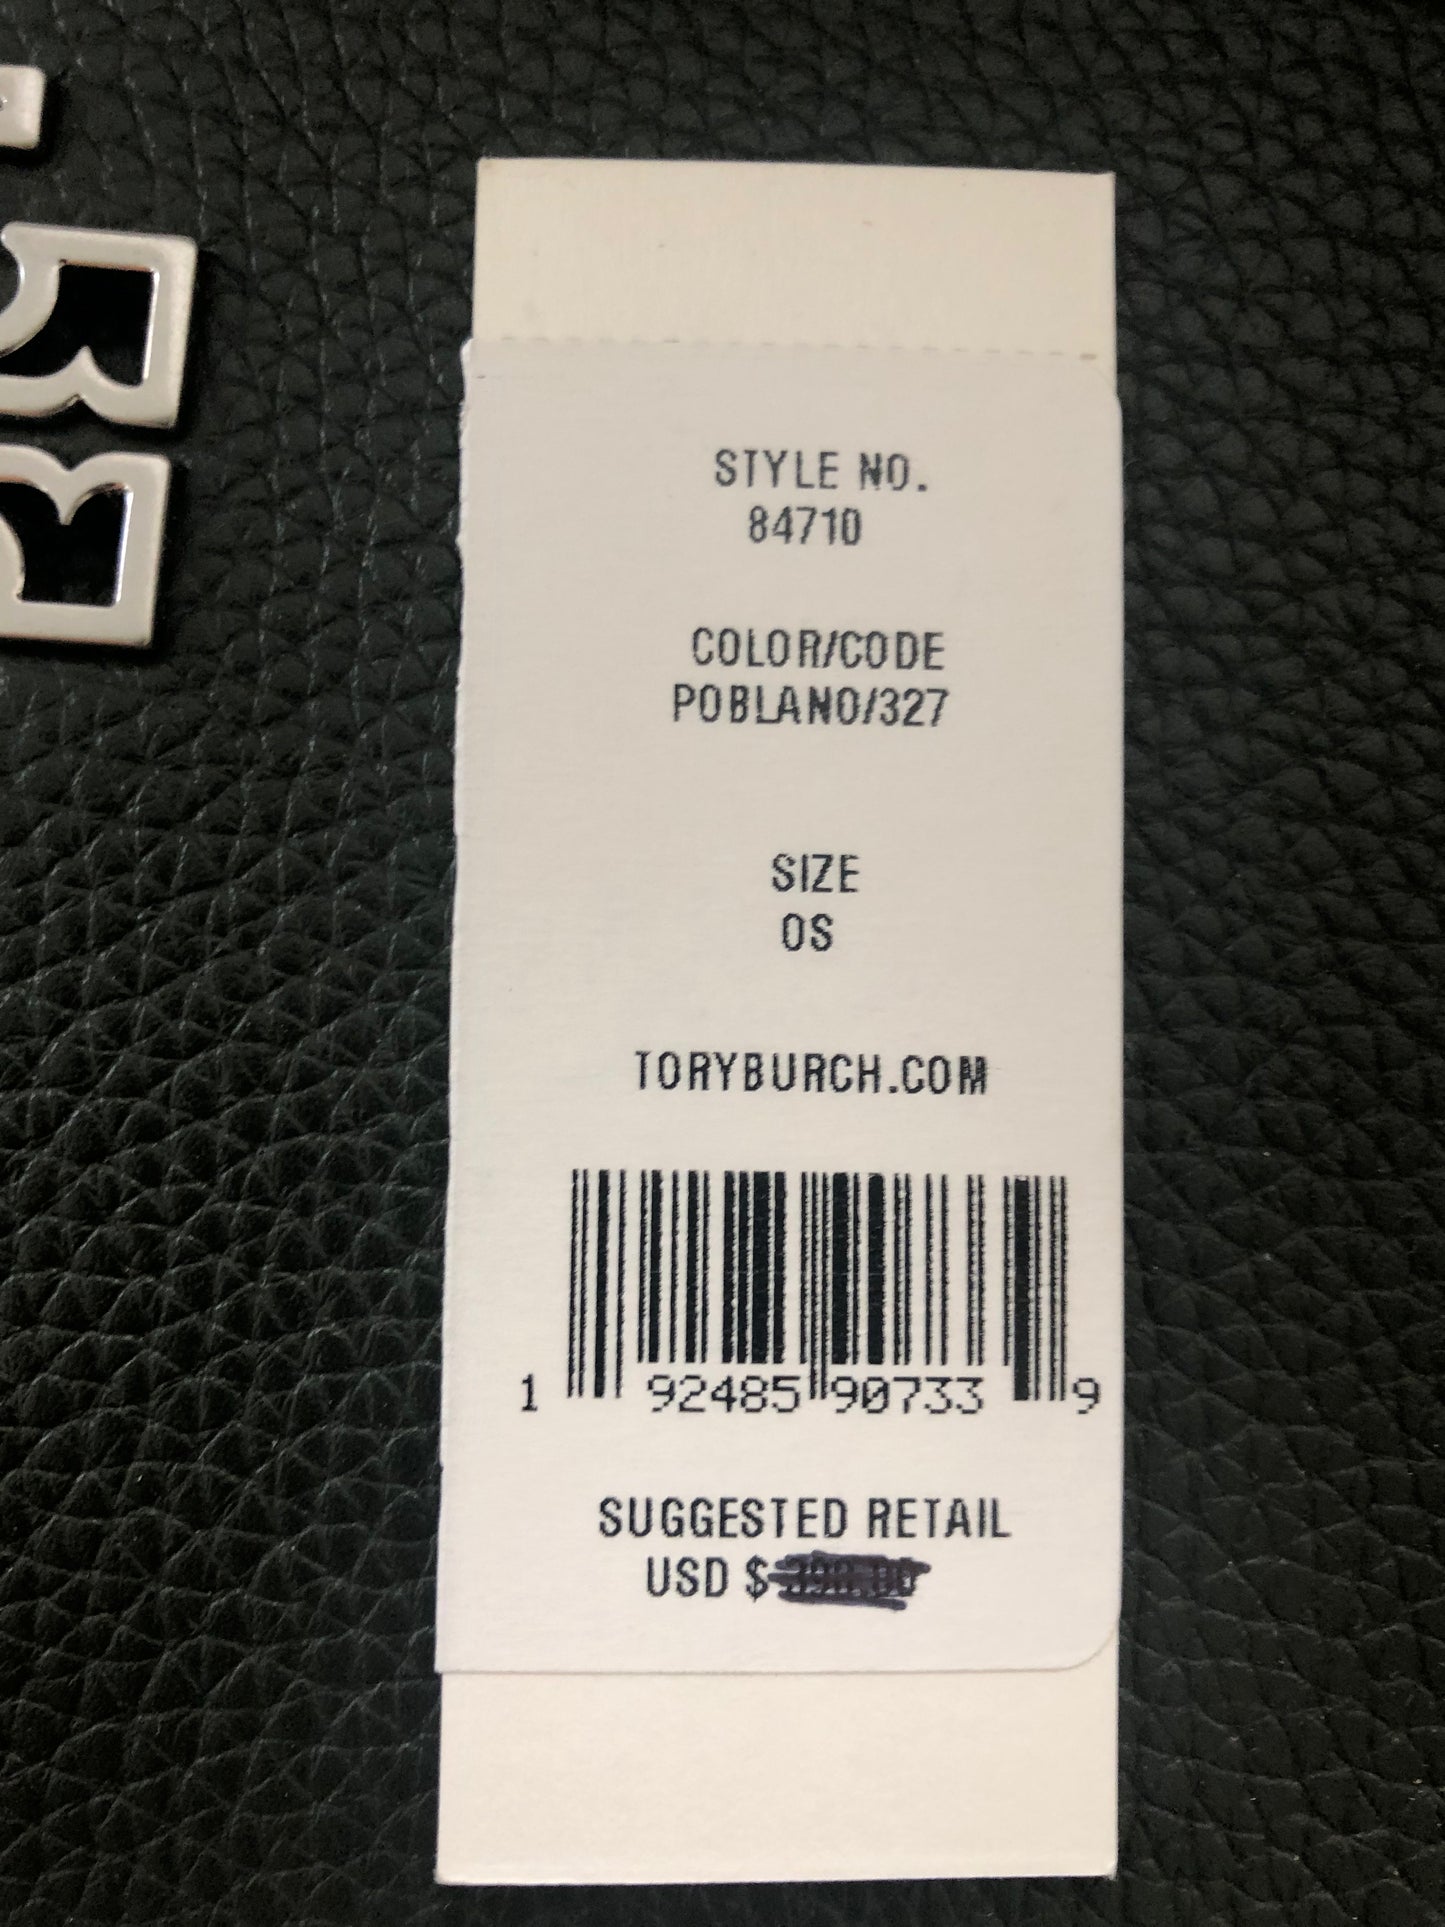 STYLE NO.
84710
COLOR/CODE
POBLANO/327
SIZE
OS
TORYBURCH.COM
1 92485 90733 9
SUGGESTED RETAIL
USD $